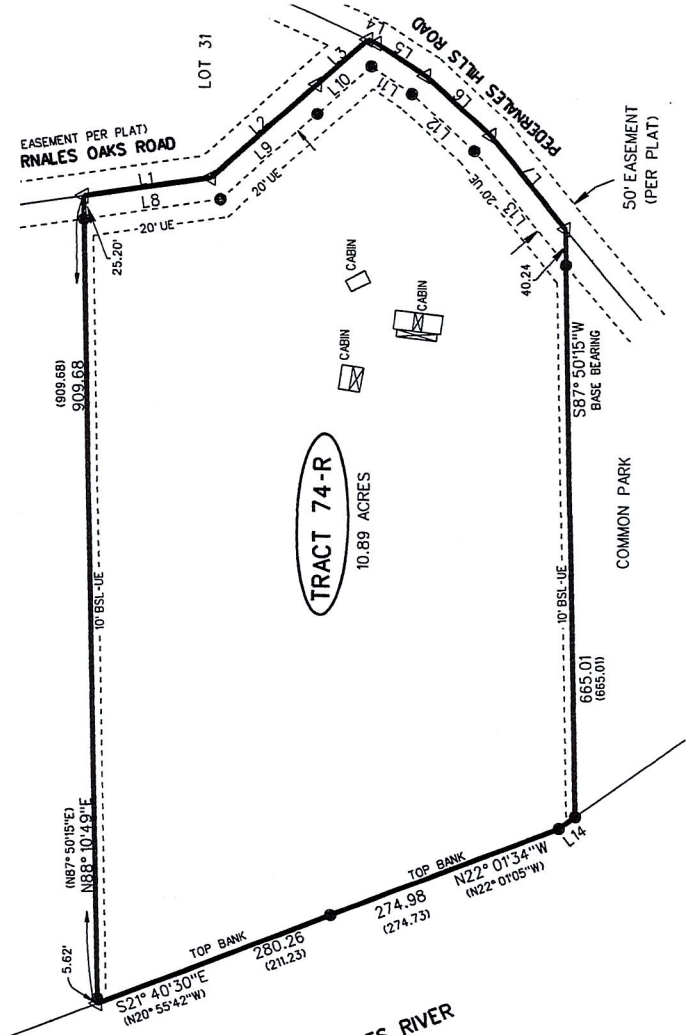 L4
L5
L3
PEDERNALES HILLS ROAD
LOT 31
L10
L11
L6
L2
EASEMENT PER PLAT)
RNALES OAKS ROAD
L9
L12
L1
20' UE
L7
50' EASEMENT
(PER PLAT)
L8
20' UE
L13
20' UE
25.20'
CABIN
40.24
CABIN
CABIN
(909.68)
909.68
S87° 50'15"W
BASE BEARING
TRACT 74-R
10.89 ACRES
COMMON PARK
10' BSL-UE
10' BSL-UE
665.01
(665.01)
(N87° 50'15"E)
N88° 10'49"E
L14
5.62'
TOP BANK
N22° 01'34"W
(N22° 01'05"W)
274.98
(274.73)
TOP BANK
280.26
(211.23)
S21° 40'30"E
(N20° 55'42"W)
ES RIVER